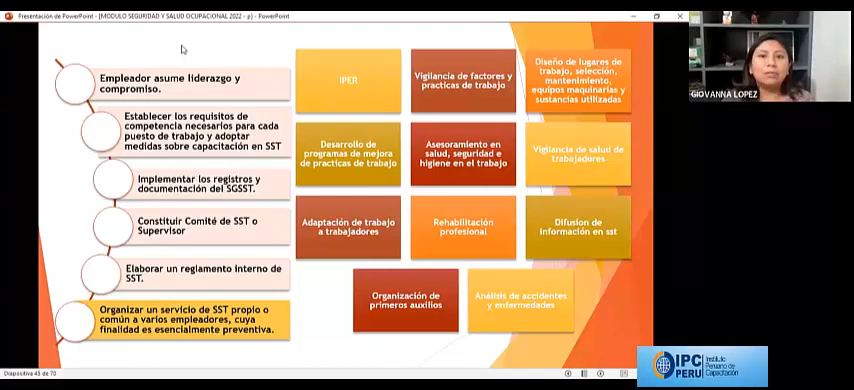 Presentación de PowerPoint - [MODULO SEGURIDAD Y SALUD OCUPACIONAL 2022 - p] - PowerPoint
Empleador asume liderazgo y
compromiso.
Establecer los requisitos de
competencia necesarios para cada
puesto de trabajo y adoptar
medidas sobre capacitación en SST
Implementar los registros y
documentación del SGSST.
Constituir Comité de SST o
Supervisor
Elaborar un reglamento interno de
SST.
Organizar un servicio de SST propio o
común a varios empleadores, cuya
finalidad es esencialmente preventiva.
IPER
Vigilancia de factores y
practicas de trabajo
Diseño de lugares de
trabajo, selección,
mantenimiento,
equipos maquinarias y
sustancias utilizadas
Desarrollo de
programas de mejora
de practicas de trabajo
Asesoramiento en
salud, seguridad e
higiene en el trabajo
Vigilancia de salud de
trabajadores
Adaptación de trabajo
a trabajadores
Rehabilitación
profesional
Difusion de
información en sst
Organización de
primeros auxilios
Análisis de accidentes
y enfermedades
GIOVANNA LOPEZ
Diapositiva 45 de 70
IPC
PERU
Instituto
Peruano de
Capacitación